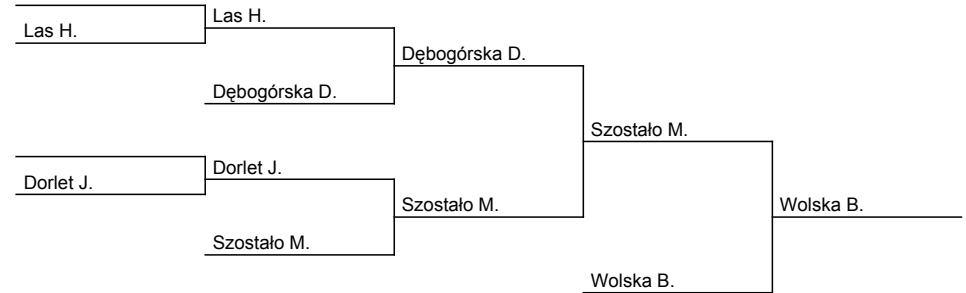 Las H.
Las H.
Dębogórska D.
Dębogórska D.
Szostało M.
Dorlet J.
Dorlet J.
Szostało M.
Wolska B.
Szostało M.
Wolska B.